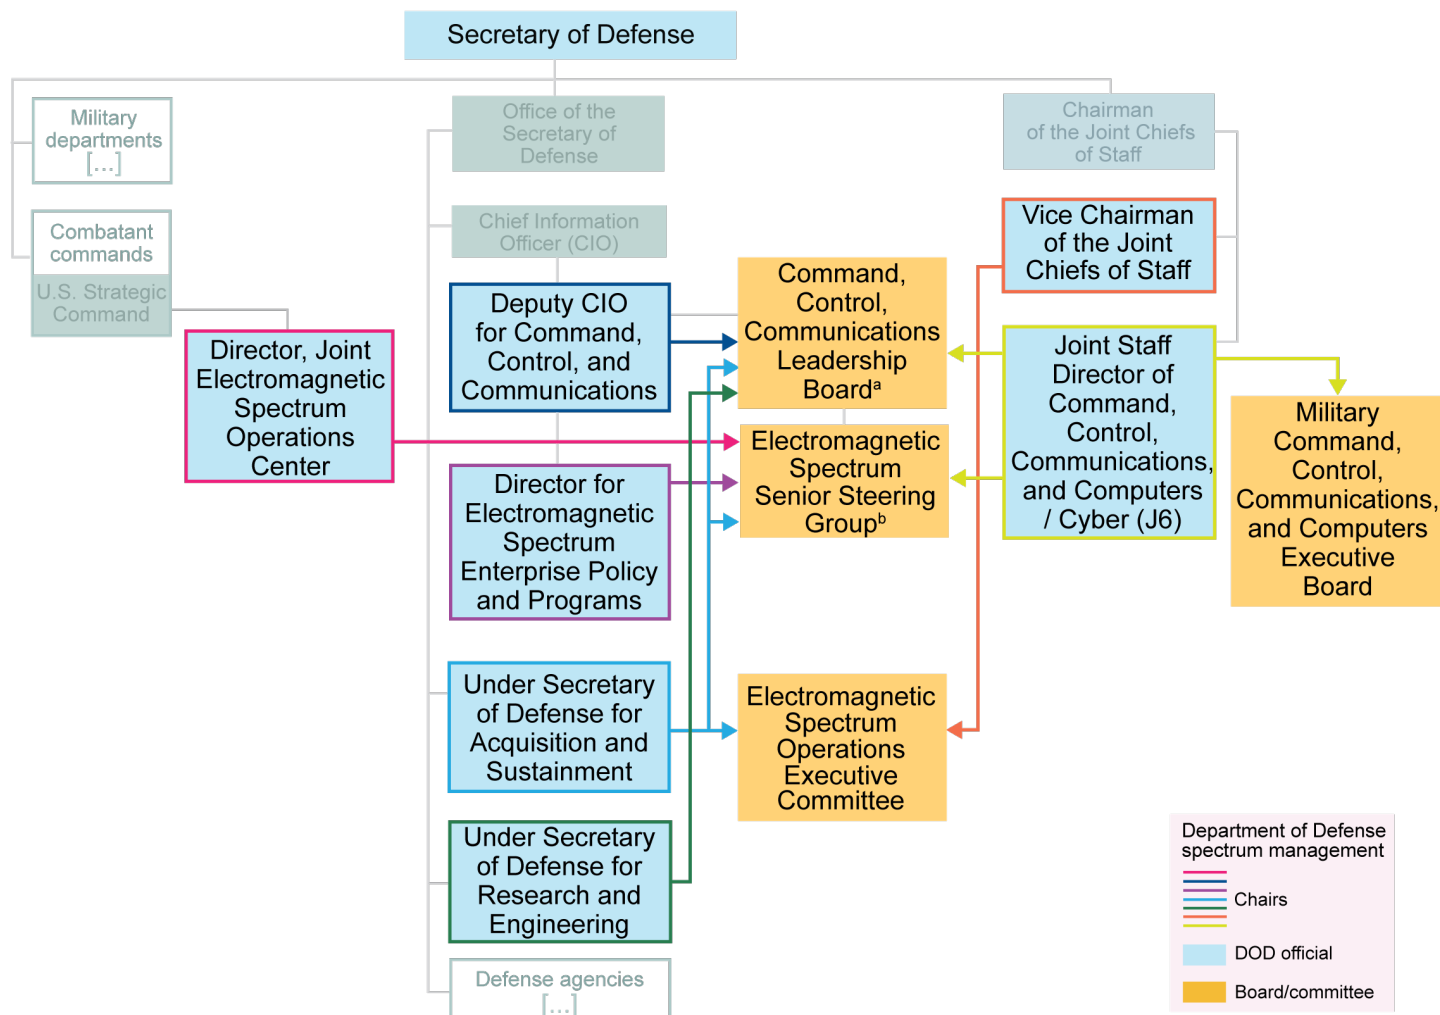 Secretary of Defense
Military
departments
[...]
Combatant
commands
U.S. Strategic
Command
Director, Joint
Electromagnetic
Spectrum
Operations
Center
Office of the
Secretary of
Defense
Chief Information
Officer (CIO)
Deputy CIO
for Command,
Control, and
Communications
Director for
Electromagnetic
Spectrum
Enterprise Policy
and Programs
Under Secretary
of Defense for
Acquisition and
Sustainment
Under Secretary
of Defense for
Research and
Engineering
Defense agencies
[...]
Command,
Control,
Communications
Leadership
Boardᵃ
Electromagnetic
Spectrum
Senior Steering
Groupᵇ
Electromagnetic
Spectrum
Operations
Executive
Committee
Chairman
of the Joint Chiefs
of Staff
Vice Chairman
of the Joint
Chiefs of Staff
Joint Staff
Director of
Command,
Control,
Communications,
and Computers
/ Cyber (J6)
Military
Command,
Control,
Communications,
and Computers
Executive
Board
Department of Defense
spectrum management
Chairs
DOD official
Board/committee